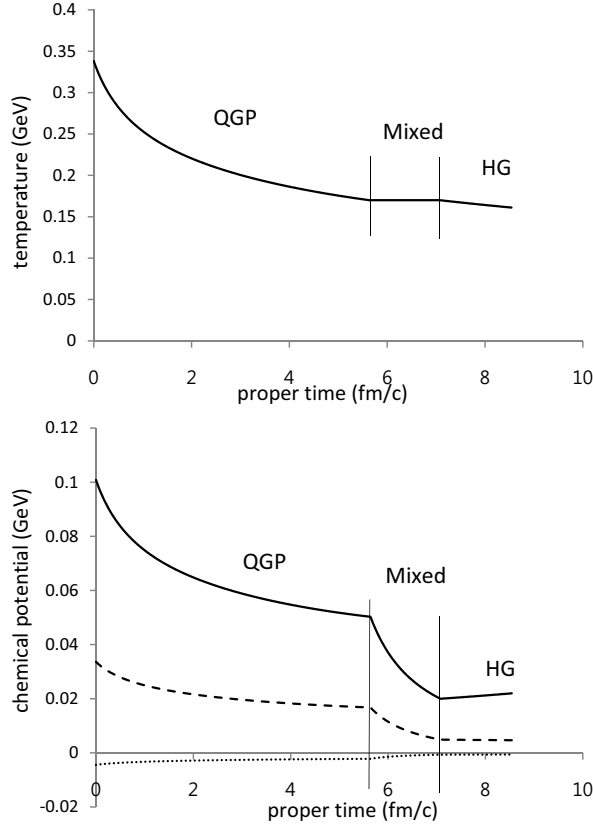 0.4
0.35
0.3
0.25
0.2
0.15
0.1
0.05
0
temperature (GeV)
QGP
Mixed
HG
0 2 4 6 8 10
proper time (fm/c)
0.12
0.1
0.08
0.06
0.04
0.02
0
-0.02
chemical potential (GeV)
QGP
Mixed
HG
0 2 4 6 8 10
proper time (fm/c)